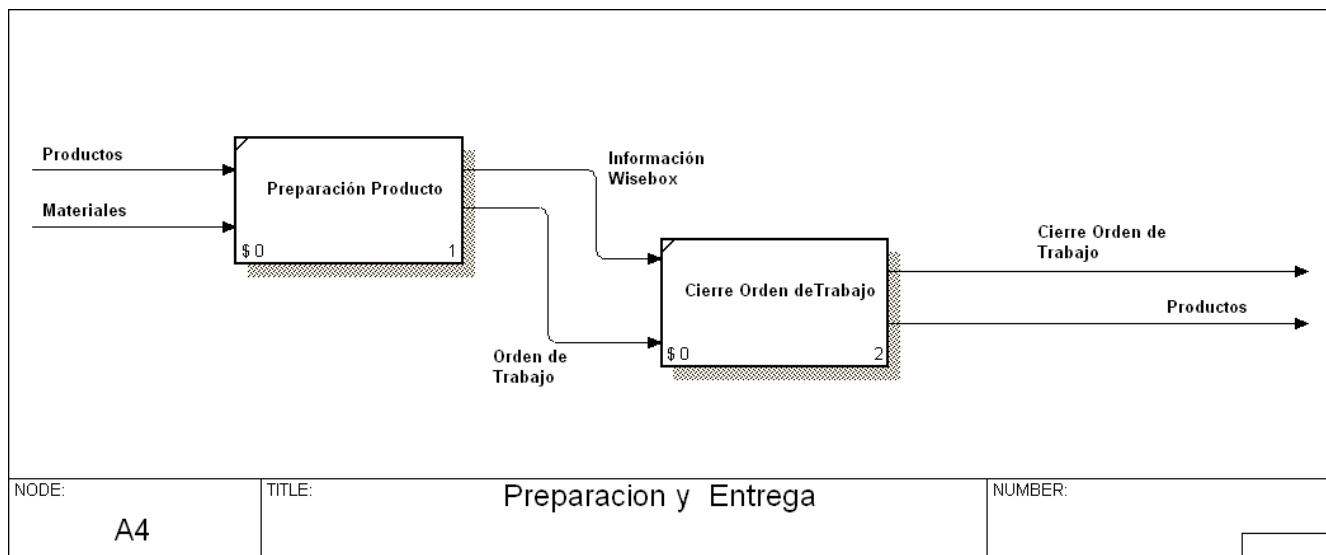 Productos
Materiales
Preparación Producto
$ 0
1
Información
Wisebox
Orden de
Trabajo
Cierre Orden deTrabajo
$ 0
2
Cierre Orden de
Trabajo
Productos
NODE:
A4
TITLE:
Preparacion y Entrega
NUMBER: